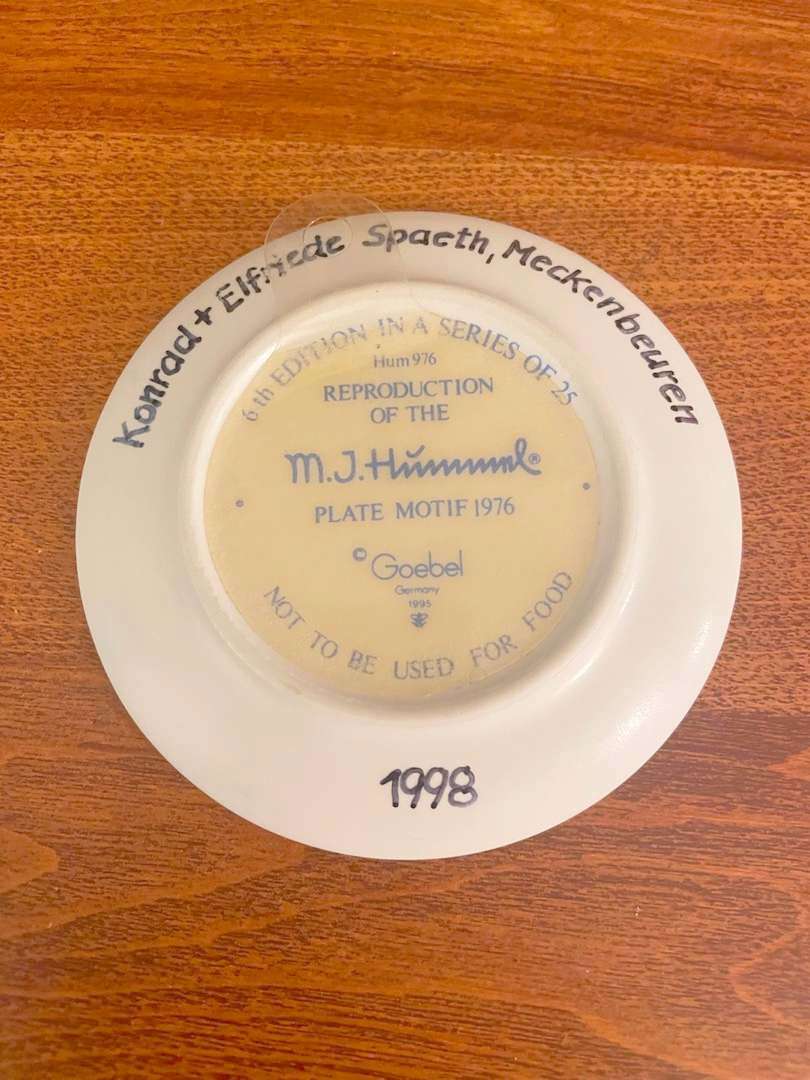 Konrad + Elfriede Spaeth, Meckenbeuren
6th EDITION IN A SERIES OF 25
Hum 976
REPRODUCTION
OF THE
M.J. Hummel®
PLATE MOTIF 1976
© Goebel
Germany
1995
NOT TO BE USED FOR FOOD
1998